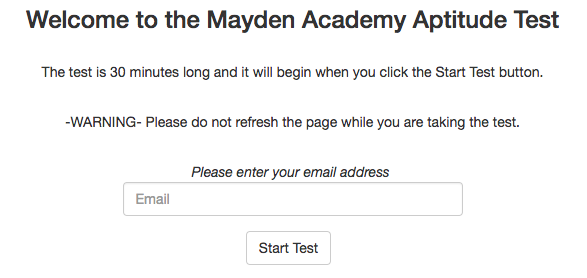 Welcome to the Mayden Academy Aptitude Test
The test is 30 minutes long and it will begin when you click the Start Test button.
-WARNING- Please do not refresh the page while you are taking the test.
Please enter your email address
Email
Start Test